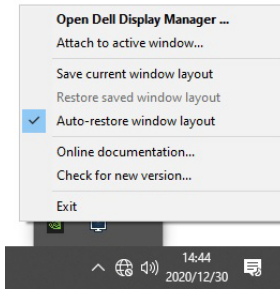 Open Dell Display Manager ...
Attach to active window...
Save current window layout
Restore saved window layout
Auto-restore window layout
Online documentation...
Check for new version...
Exit
14:44
2020/12/30